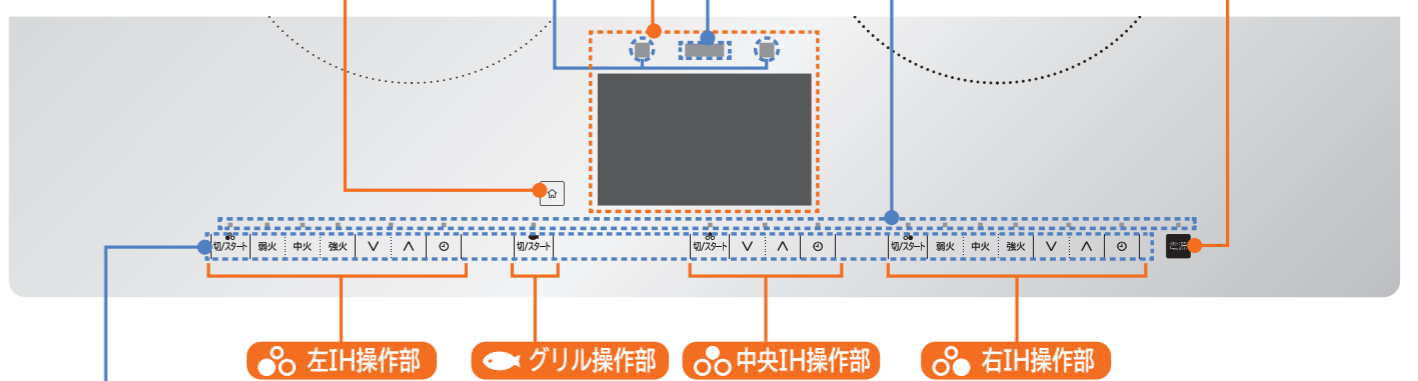 切/スタート 弱火 中火 強火 ∨ ∧
切/スタート
切/スタート ∨ ∧
切/スタート 弱火 中火 強火 ∨ ∧
電源
左IH操作部
グリル操作部
中央IH操作部
右IH操作部